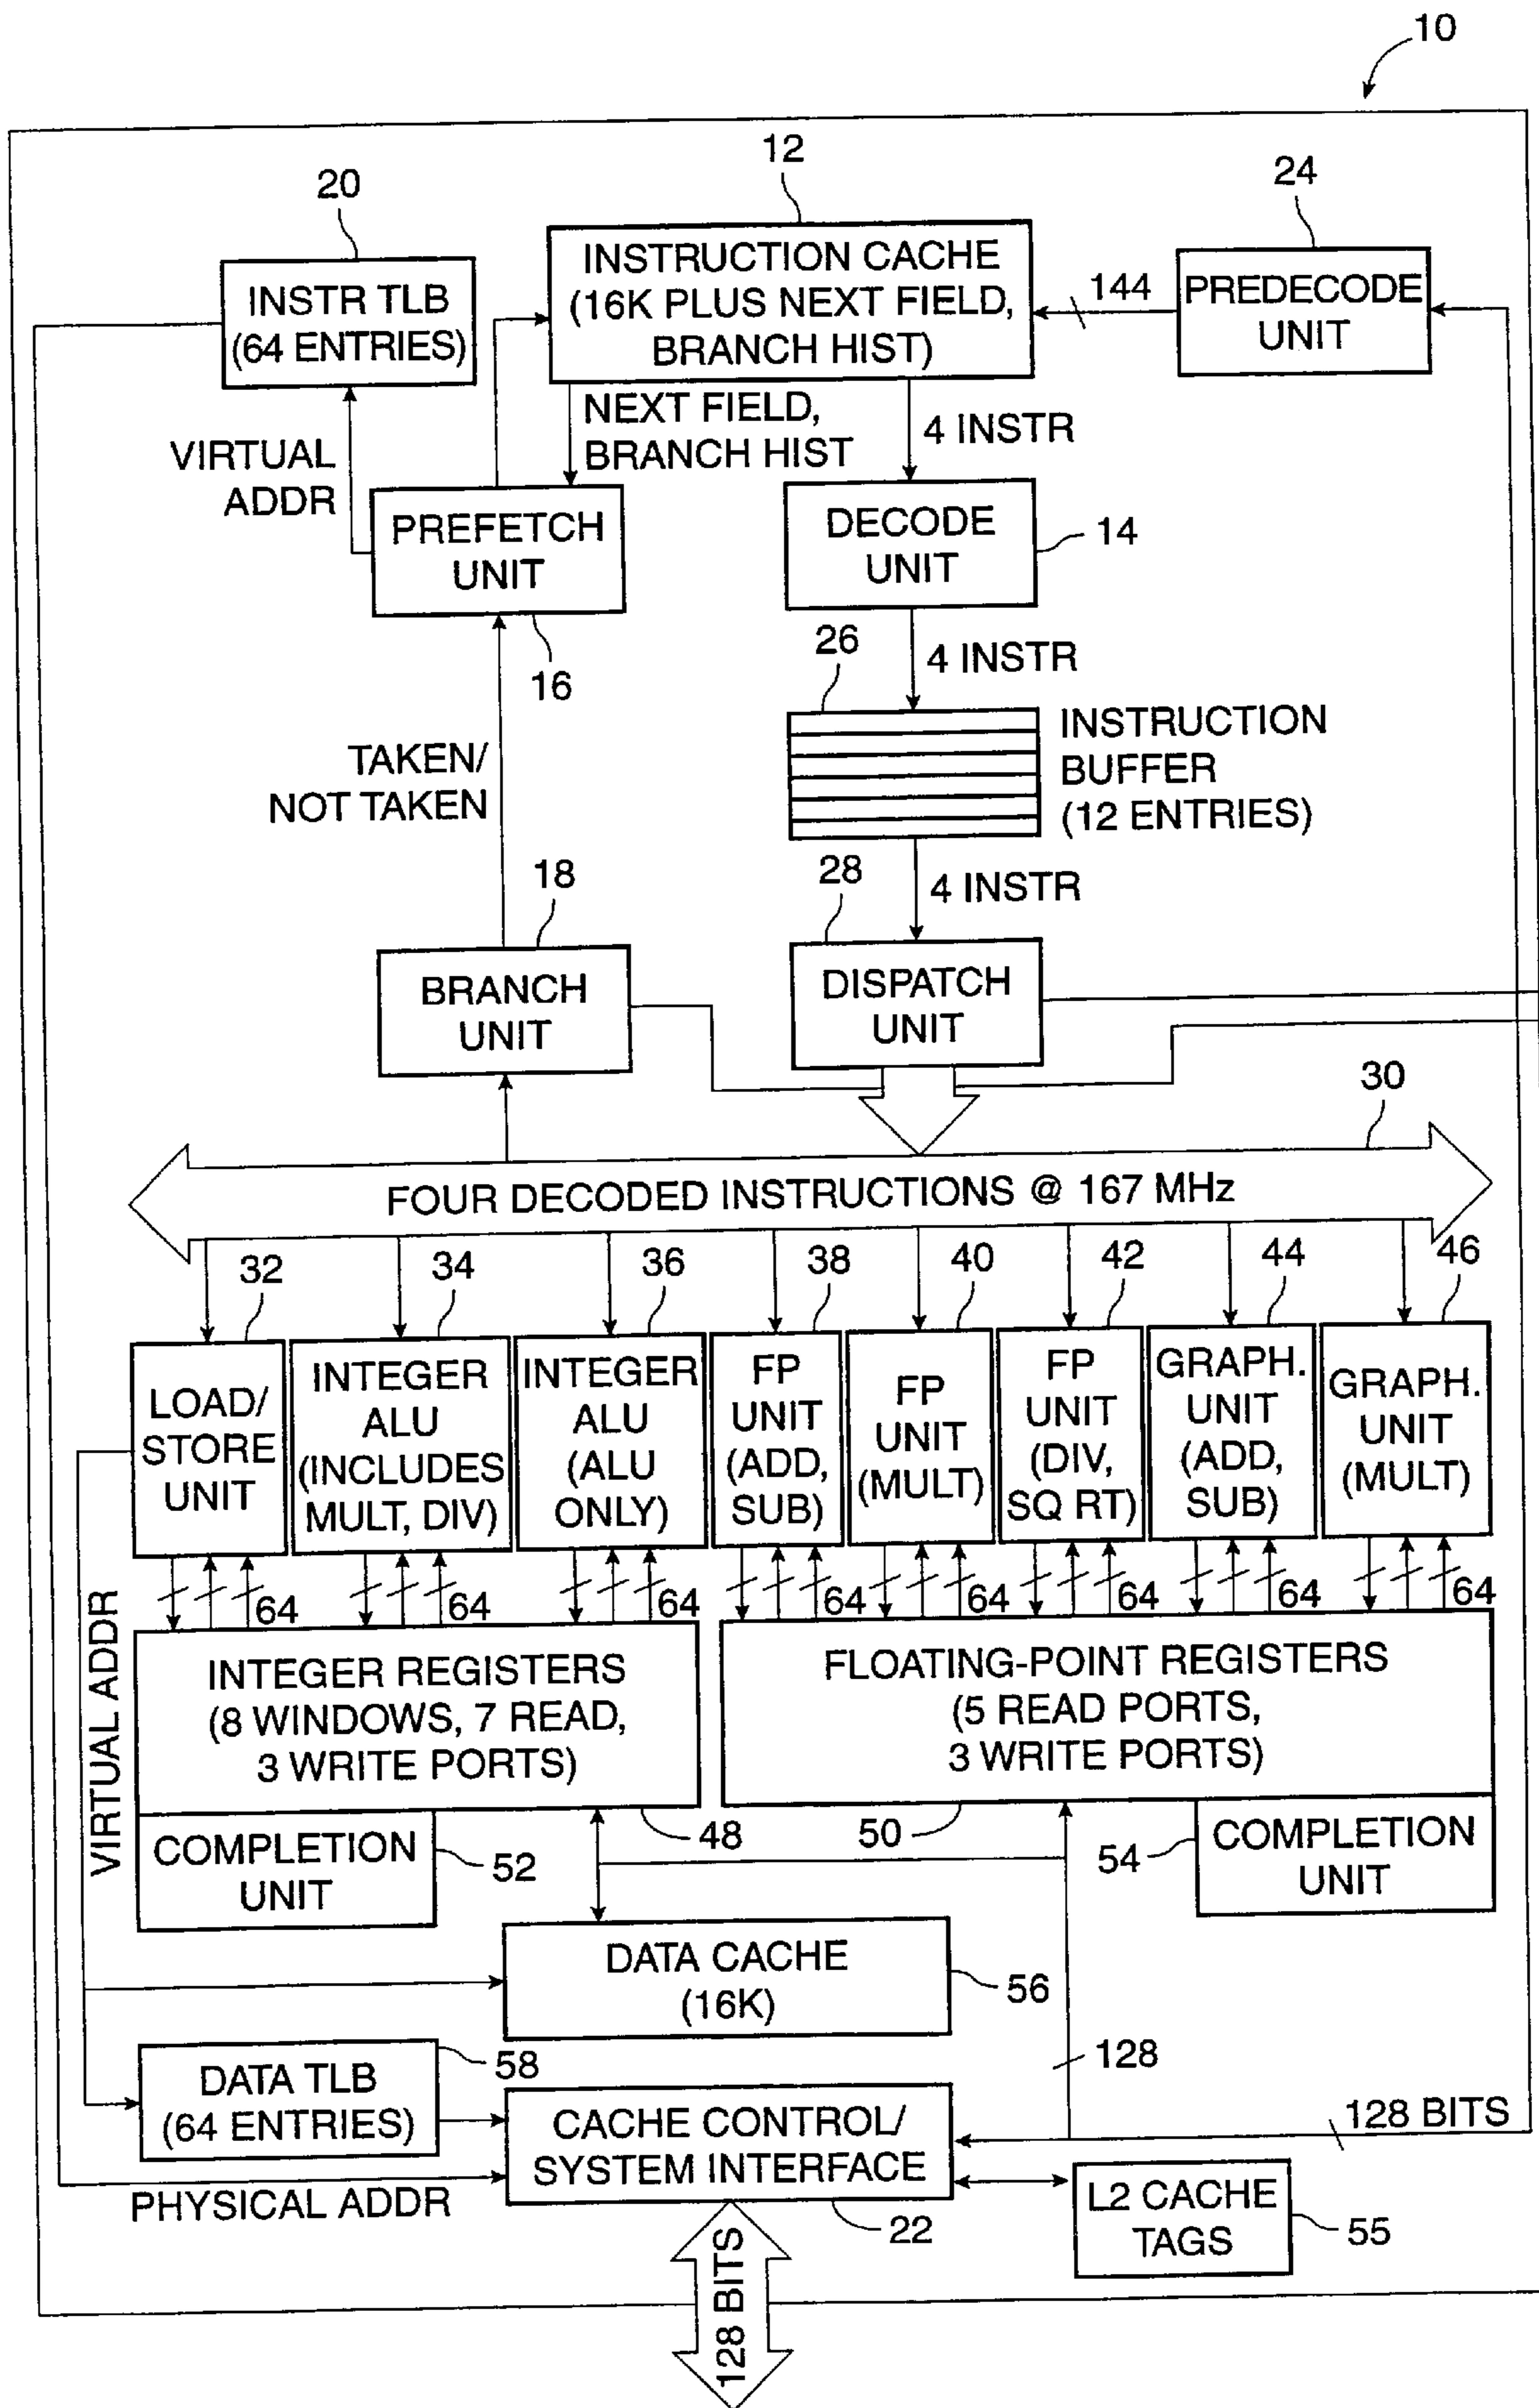 10
12
20
24
INSTRUCTION CACHE
(16K PLUS NEXT FIELD,
BRANCH HIST)
INSTR TLB
(64 ENTRIES)
144
PREDECODE
UNIT
NEXT FIELD,
BRANCH HIST
4 INSTR
VIRTUAL
ADDR
PREFETCH
UNIT
16
DECODE
UNIT
14
4 INSTR
26
INSTRUCTION
BUFFER
(12 ENTRIES)
TAKEN/
NOT TAKEN
4 INSTR
18
28
BRANCH
UNIT
DISPATCH
UNIT
30
FOUR DECODED INSTRUCTIONS @ 167 MHz
32
34
36
38
40
42
44
46
LOAD/
STORE
UNIT
INTEGER
ALU
(INCLUDES
MULT, DIV)
INTEGER
ALU
(ALU
ONLY)
FP
UNIT
(ADD,
SUB)
FP
UNIT
(MULT)
FP
UNIT
(DIV,
SQ RT)
GRAPH.
UNIT
(ADD,
SUB)
GRAPH.
UNIT
(MULT)
64
64
64
64
64
64
64
64
VIRTUAL ADDR
INTEGER REGISTERS
(8 WINDOWS, 7 READ,
3 WRITE PORTS)
FLOATING-POINT REGISTERS
(5 READ PORTS,
3 WRITE PORTS)
48
50
COMPLETION
UNIT
52
54
COMPLETION
UNIT
DATA CACHE
(16K)
56
58
DATA TLB
(64 ENTRIES)
128
CACHE CONTROL/
SYSTEM INTERFACE
128 BITS
PHYSICAL ADDR
22
L2 CACHE
TAGS
55
128 BITS